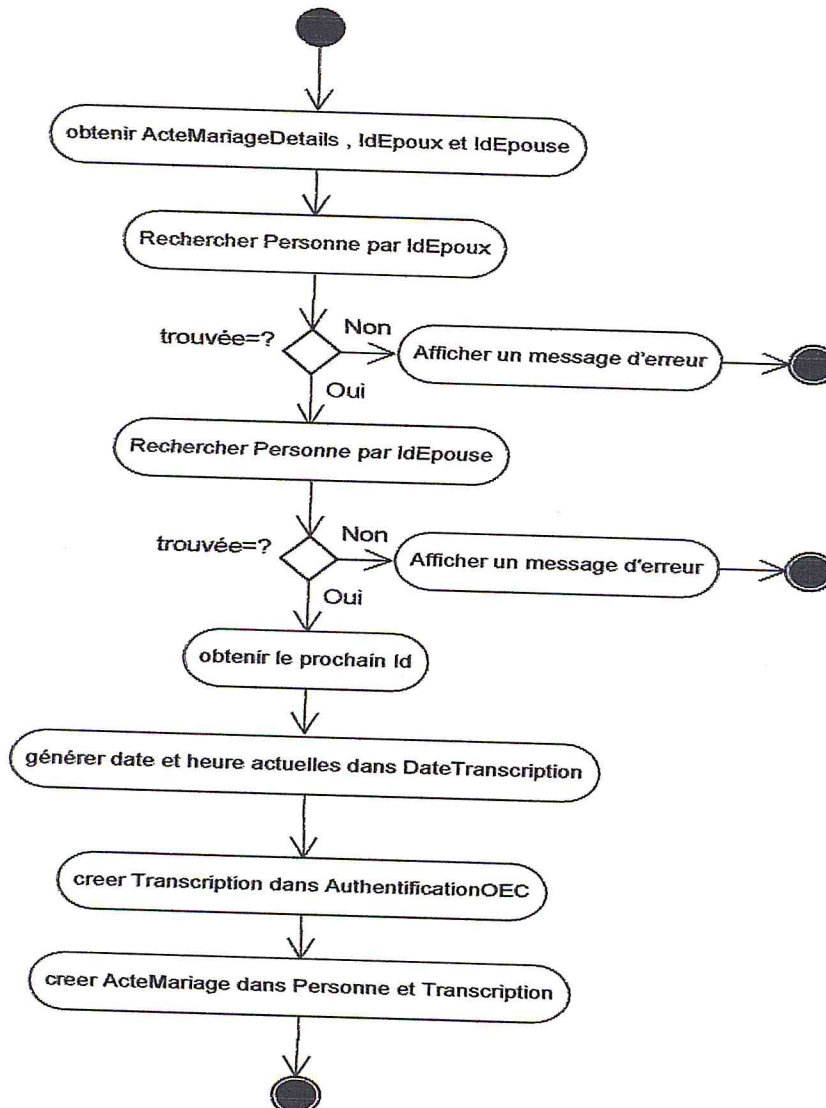 obtenir ActeMariageDetails , IdEpoux et IdEpouse
Rechercher Personne par IdEpoux
trouvée=?
Non
Afficher un message d'erreur
Oui
Rechercher Personne par IdEpouse
trouvée=?
Non
Afficher un message d'erreur
Oui
obtenir le prochain Id
générer date et heure actuelles dans DateTranscription
creer Transcription dans AuthentificationOEC
creer ActeMariage dans Personne et Transcription